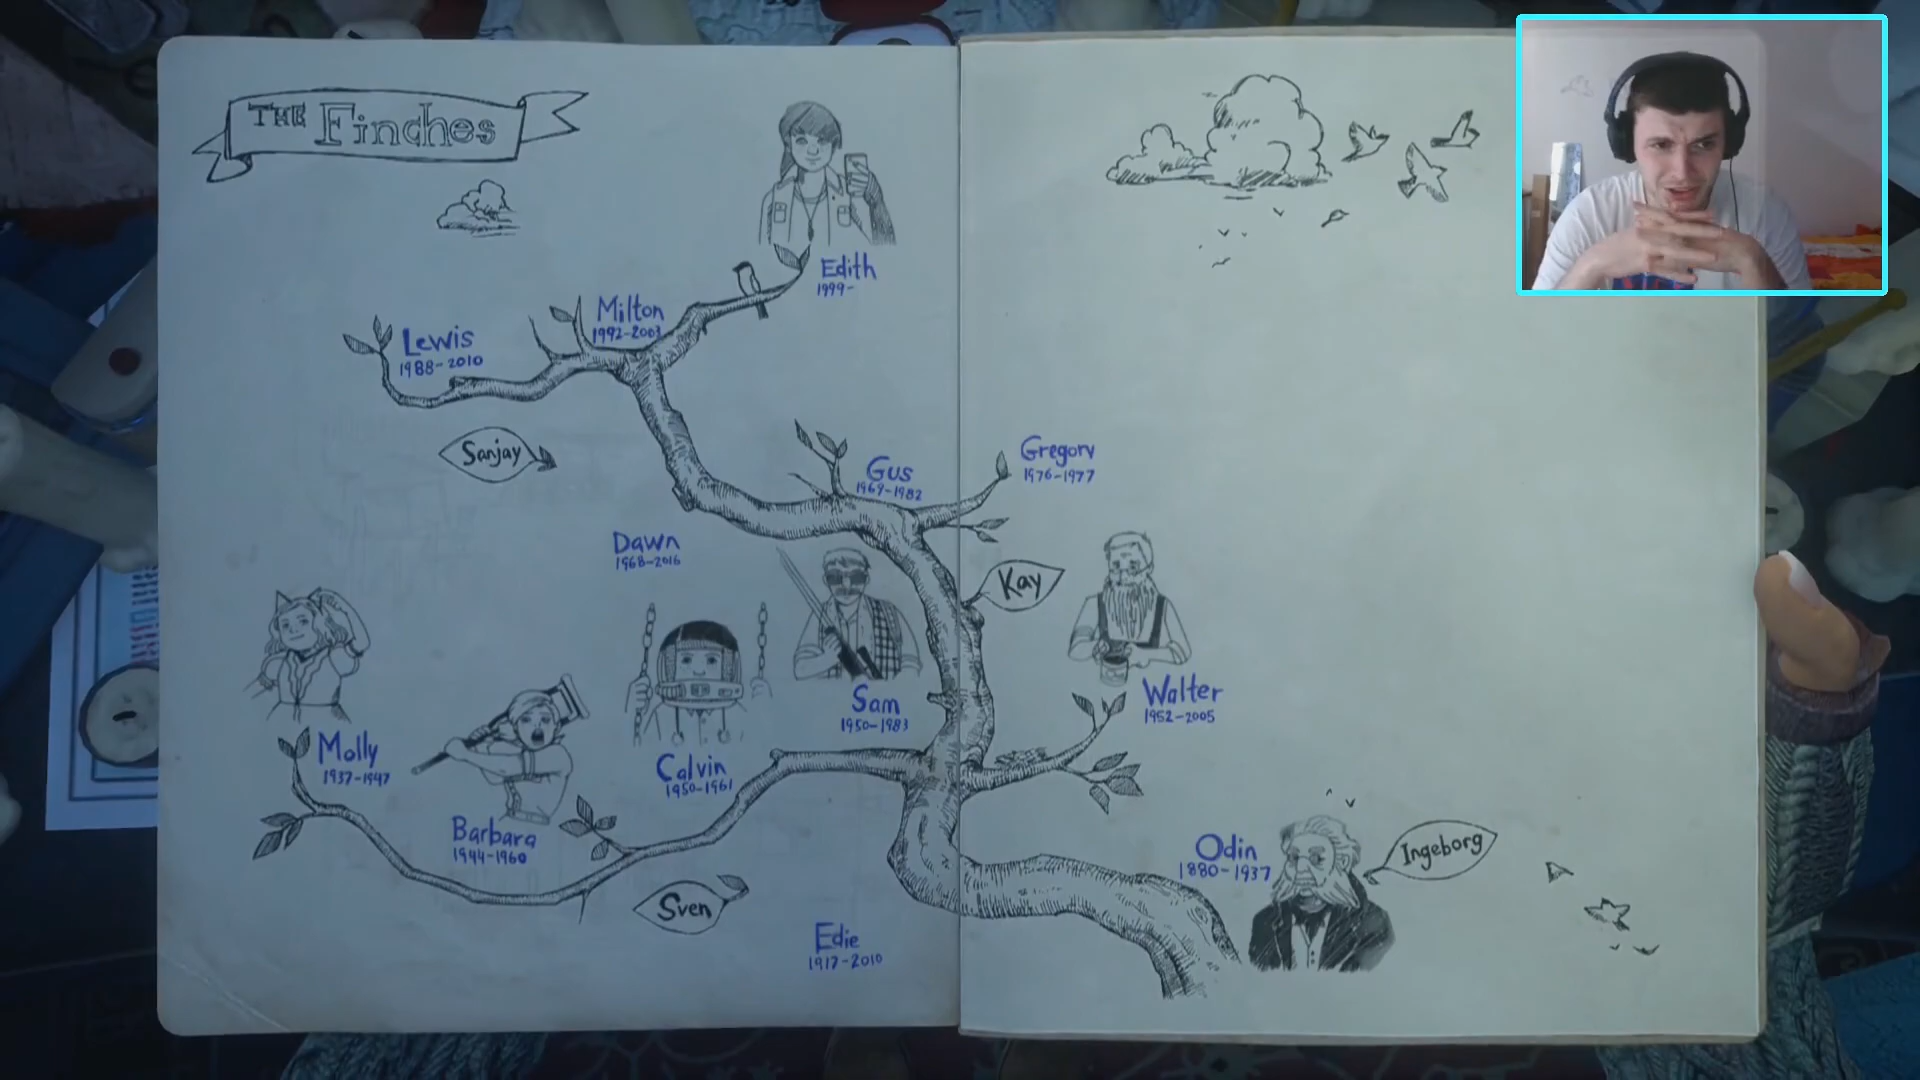 THE Finches
Edith
1999-
Milton
1992-2003
Lewis
1988-2010
Sanjay
Gus
1969-1982
Gregory
1976-1977
Dawn
1968-2016
Kay
Sam
1950-1983
Walter
1952-2005
Molly
1937-1947
Calvin
1950-1961
Barbara
1944-1960
Sven
Odin
1880-1937
Ingeborg
Edie
1917-2010